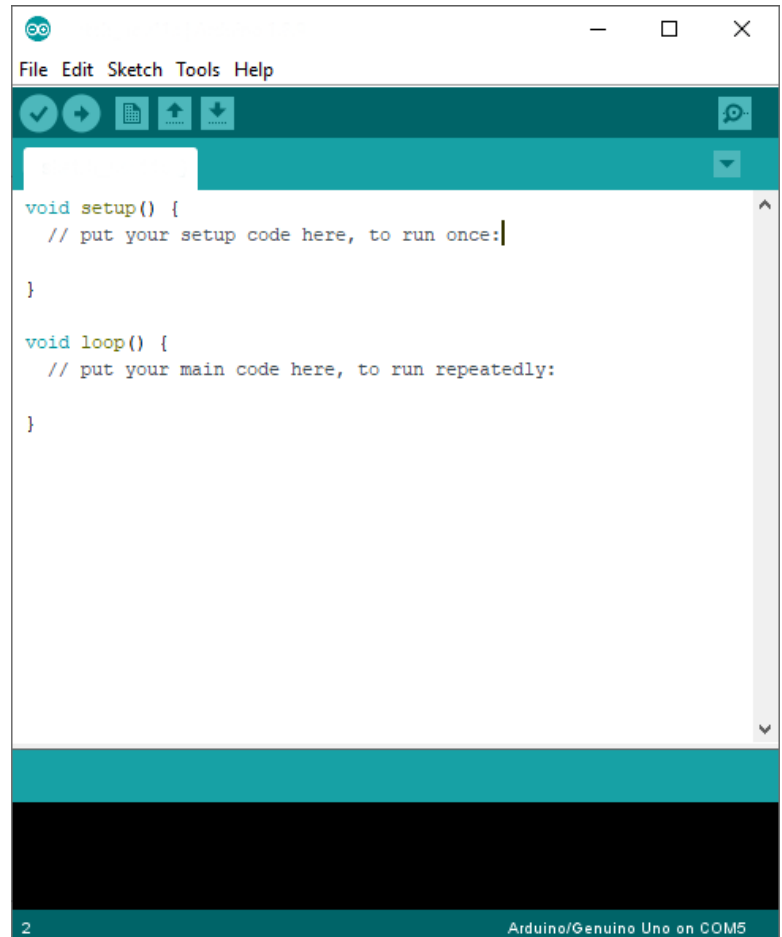 File Edit Sketch Tools Help
void setup() {
  // put your setup code here, to run once:
}
void loop() {
  // put your main code here, to run repeatedly:
}
2 Arduino/Genuino Uno on COM5